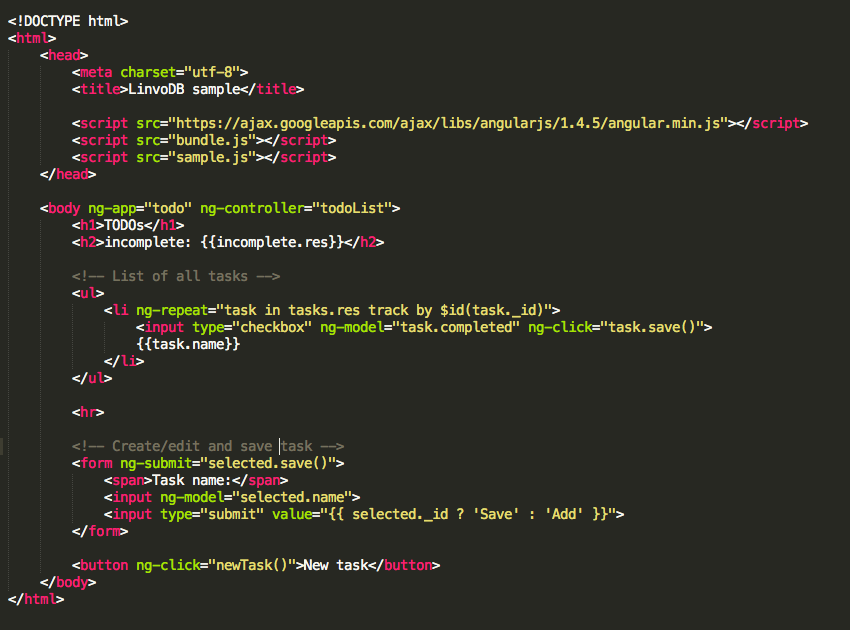 <!DOCTYPE html>
<html>
<head>
<meta charset="utf-8">
<title>LinvoDB sample</title>
<script src="https://ajax.googleapis.com/ajax/libs/angularjs/1.4.5/angular.min.js"></script>
<script src="bundle.js"></script>
<script src="sample.js"></script>
</head>
<body ng-app="todo" ng-controller="todoList">
<h1>TODOs</h1>
<h2>incomplete: {{incomplete.res}}</h2>
<!-- List of all tasks -->
<ul>
<li ng-repeat="task in tasks.res track by $id(task._id)">
<input type="checkbox" ng-model="task.completed" ng-click="task.save()">
{{task.name}}
</li>
</ul>
<hr>
<!-- Create/edit and save task -->
<form ng-submit="selected.save()">
<span>Task name:</span>
<input ng-model="selected.name">
<input type="submit" value="{{ selected._id ? 'Save' : 'Add' }}">
</form>
<button ng-click="newTask()">New task</button>
</body>
</html>